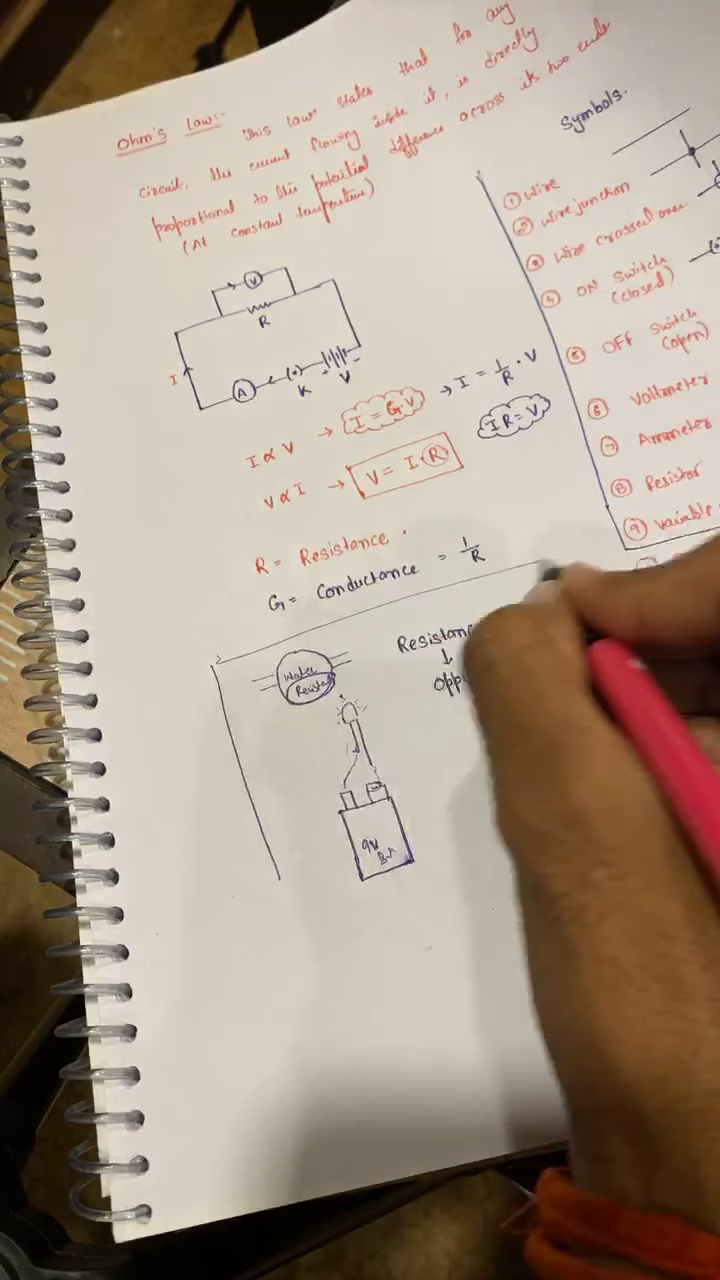 Ohm's Law:- This law states that for any
circuit. the current flowing inside it, is directly
proportional to the potential difference across its two ends
(At constant temperature)
V
R
I
A
K
+ -
V
I ∝ V → I = G·V → I = 1/R · V
V ∝ I → V = I·R
IR = V
R = Resistance
G = Conductance = 1/R
Symbols.
① Wire
② Wire junction
③ Wire crossed over
④ ON Switch
(closed)
⑤ OFF Switch
(open)
⑥ Voltmeter
⑦ Ammeter
⑧ Resistor
⑨ Variable
Water
↓
9V